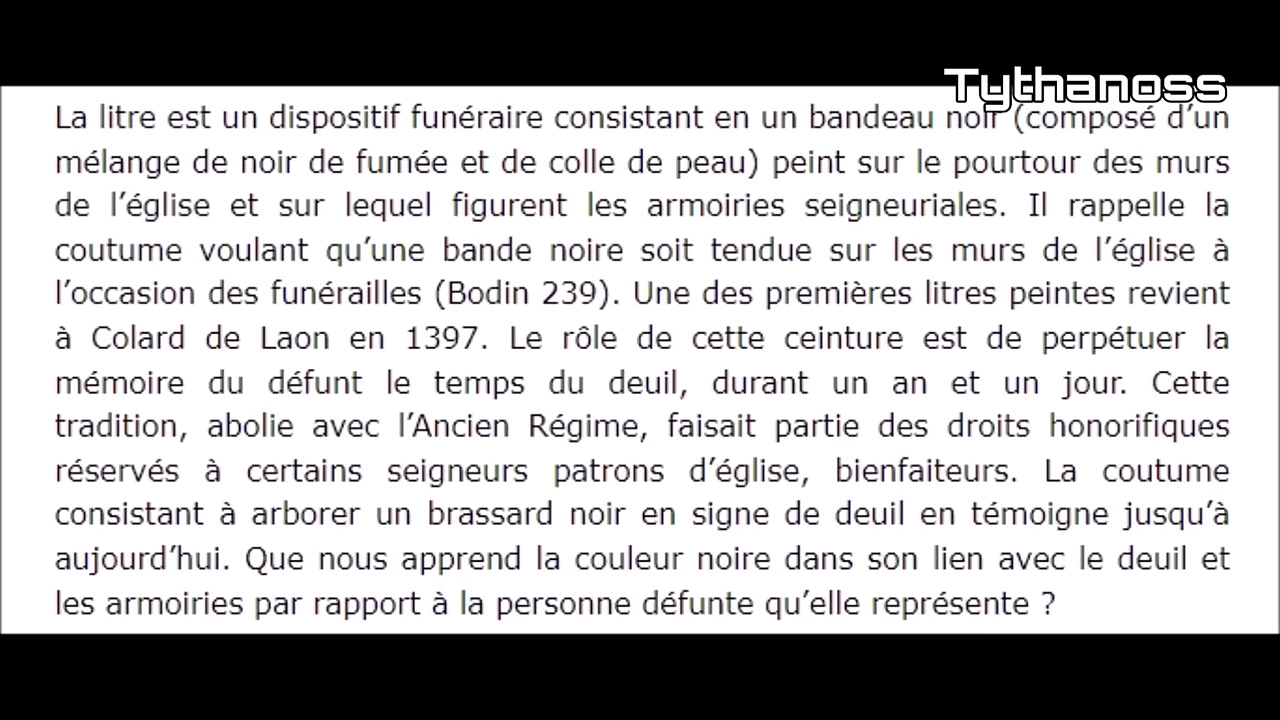 Tythanoss
La litre est un dispositif funéraire consistant en un bandeau noir (composé d’un
mélange de noir de fumée et de colle de peau) peint sur le pourtour des murs
de l’église et sur lequel figurent les armoiries seigneuriales. Il rappelle la
coutume voulant qu’une bande noire soit tendue sur les murs de l’église à
l’occasion des funérailles (Bodin 239). Une des premières litres peintes revient
à Colard de Laon en 1397. Le rôle de cette ceinture est de perpétuer la
mémoire du défunt le temps du deuil, durant un an et un jour. Cette
tradition, abolie avec l’Ancien Régime, faisait partie des droits honorifiques
réservés à certains seigneurs patrons d’église, bienfaiteurs. La coutume
consistant à arborer un brassard noir en signe de deuil en témoigne jusqu’à
aujourd’hui. Que nous apprend la couleur noire dans son lien avec le deuil et
les armoiries par rapport à la personne défunte qu’elle représente ?